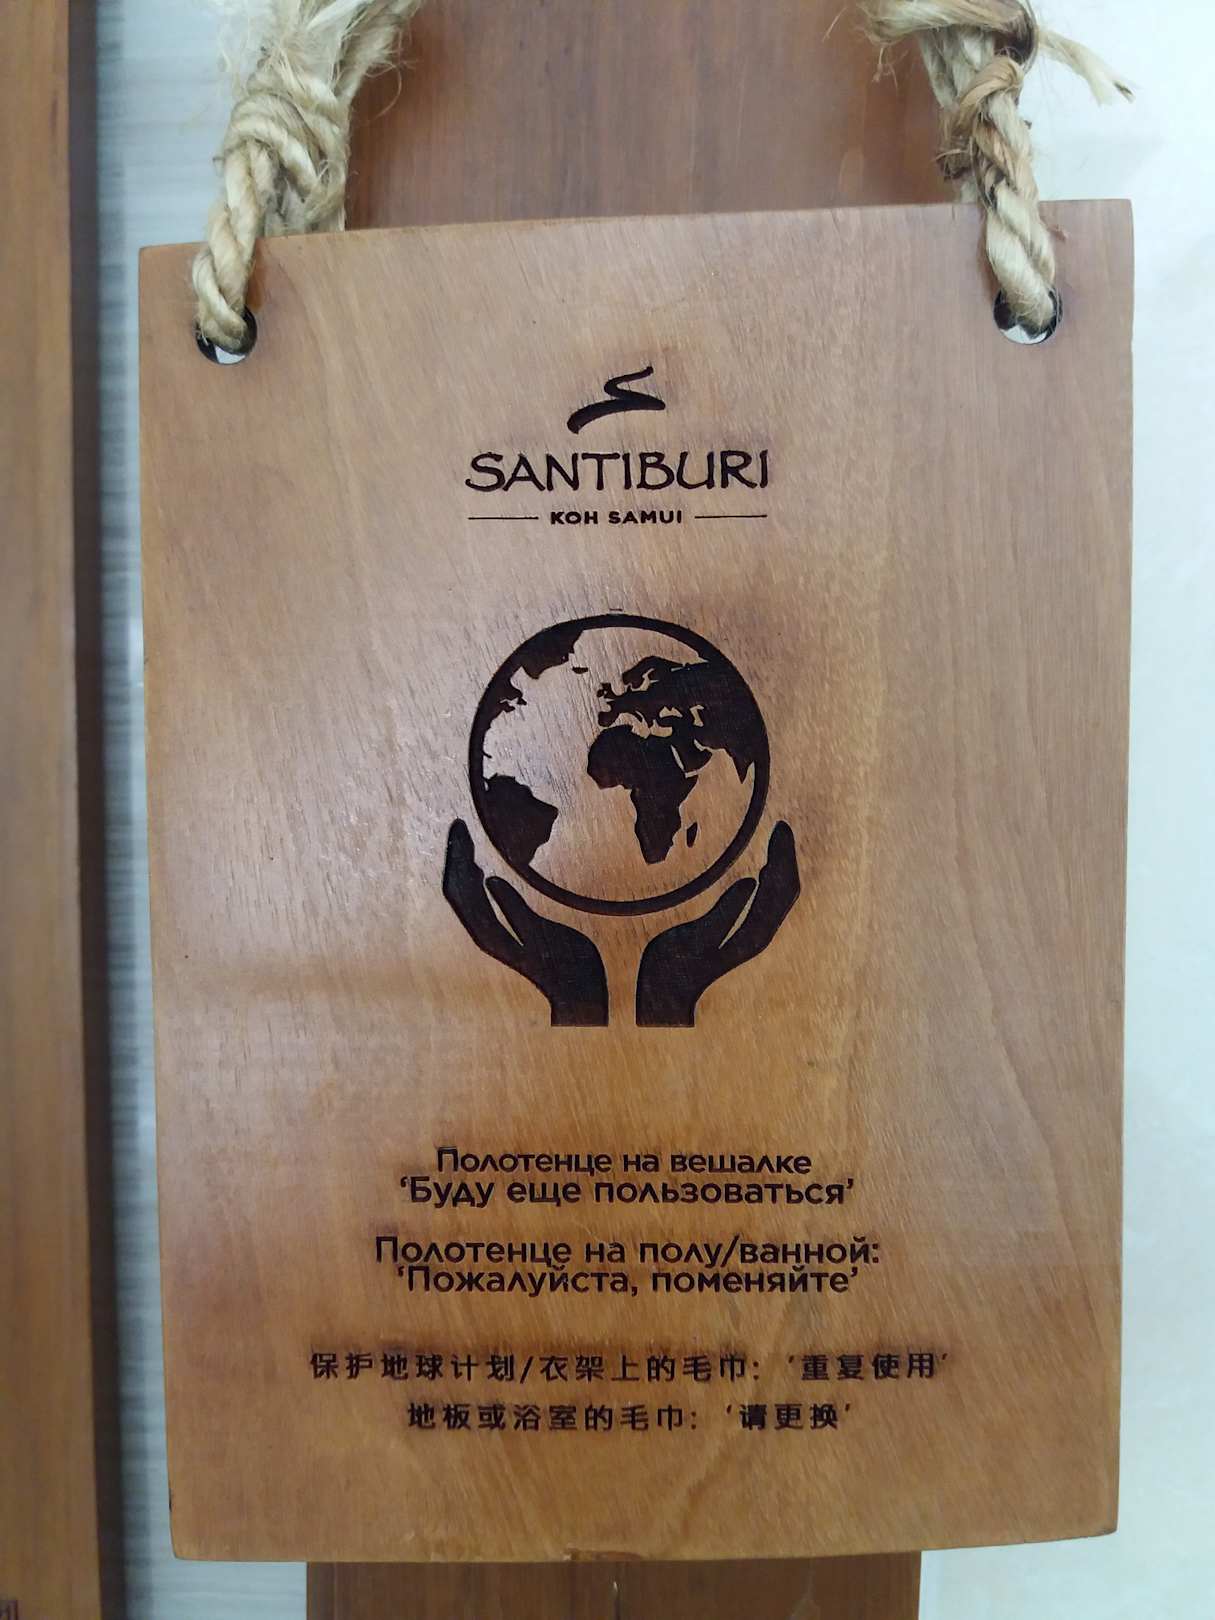 SANTIBURI
KOH SAMUI
Полотенце на вешалке
‘Буду еще пользоваться’
Полотенце на полу/ванной:
‘Пожалуйста, поменяйте’
保护地球计划/衣架上的毛巾：‘重复使用’
地板或浴室的毛巾：‘请更换’